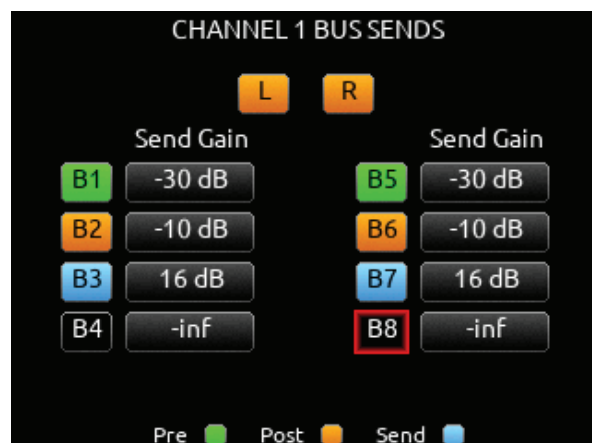 CHANNEL 1 BUS SENDS
L R
Send Gain Send Gain
B1 -30 dB B5 -30 dB
B2 -10 dB B6 -10 dB
B3 16 dB B7 16 dB
B4 -inf B8 -inf
Pre Post Send